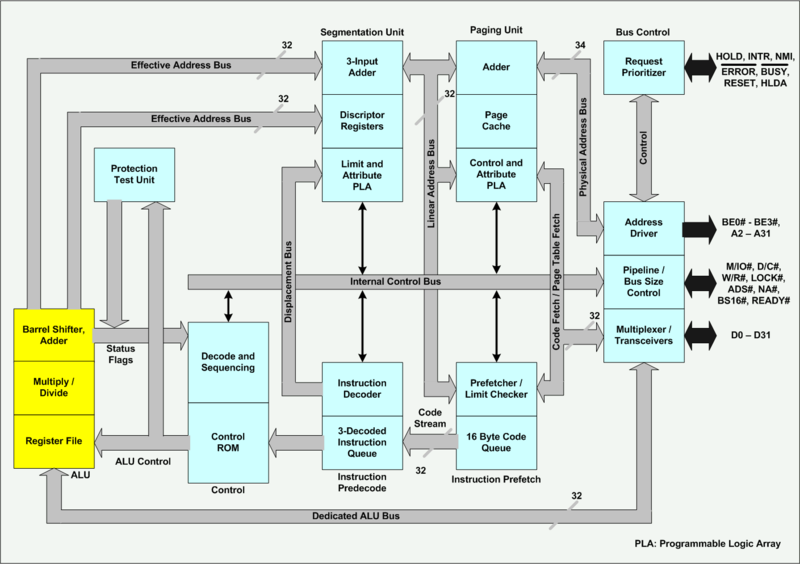 Segmentation Unit
Paging Unit
Bus Control
32
Effective Address Bus
3-Input
Adder
Adder
34
Request
Prioritizer
HOLD, INTR, NMI,
ERROR, BUSY,
RESET, HLDA
32
Effective Address Bus
Discriptor
Registers
32
Page
Cache
Protection
Test Unit
Limit and
Attribute
PLA
Linear Address Bus
Control and
Attribute
PLA
Physical Address Bus
Control
Address
Driver
BE0# - BE3#,
A2 – A31
Displacement Bus
Internal Control Bus
Code Fetch / Page Table Fetch
Pipeline /
Bus Size
Control
M/IO#, D/C#,
W/R#, LOCK#,
ADS#, NA#,
BS16#, READY#
Barrel Shifter,
Adder
Status
Flags
Decode and
Sequencing
32
Multiplexer /
Transceivers
D0 – D31
Multiply /
Divide
Instruction
Decoder
Prefetcher /
Limit Checker
Register File
ALU
ALU Control
Control
ROM
Control
3-Decoded
Instruction
Queue
Instruction
Predecode
Code
Stream
32
16 Byte Code
Queue
Instruction Prefetch
Dedicated ALU Bus
32
PLA: Programmable Logic Array